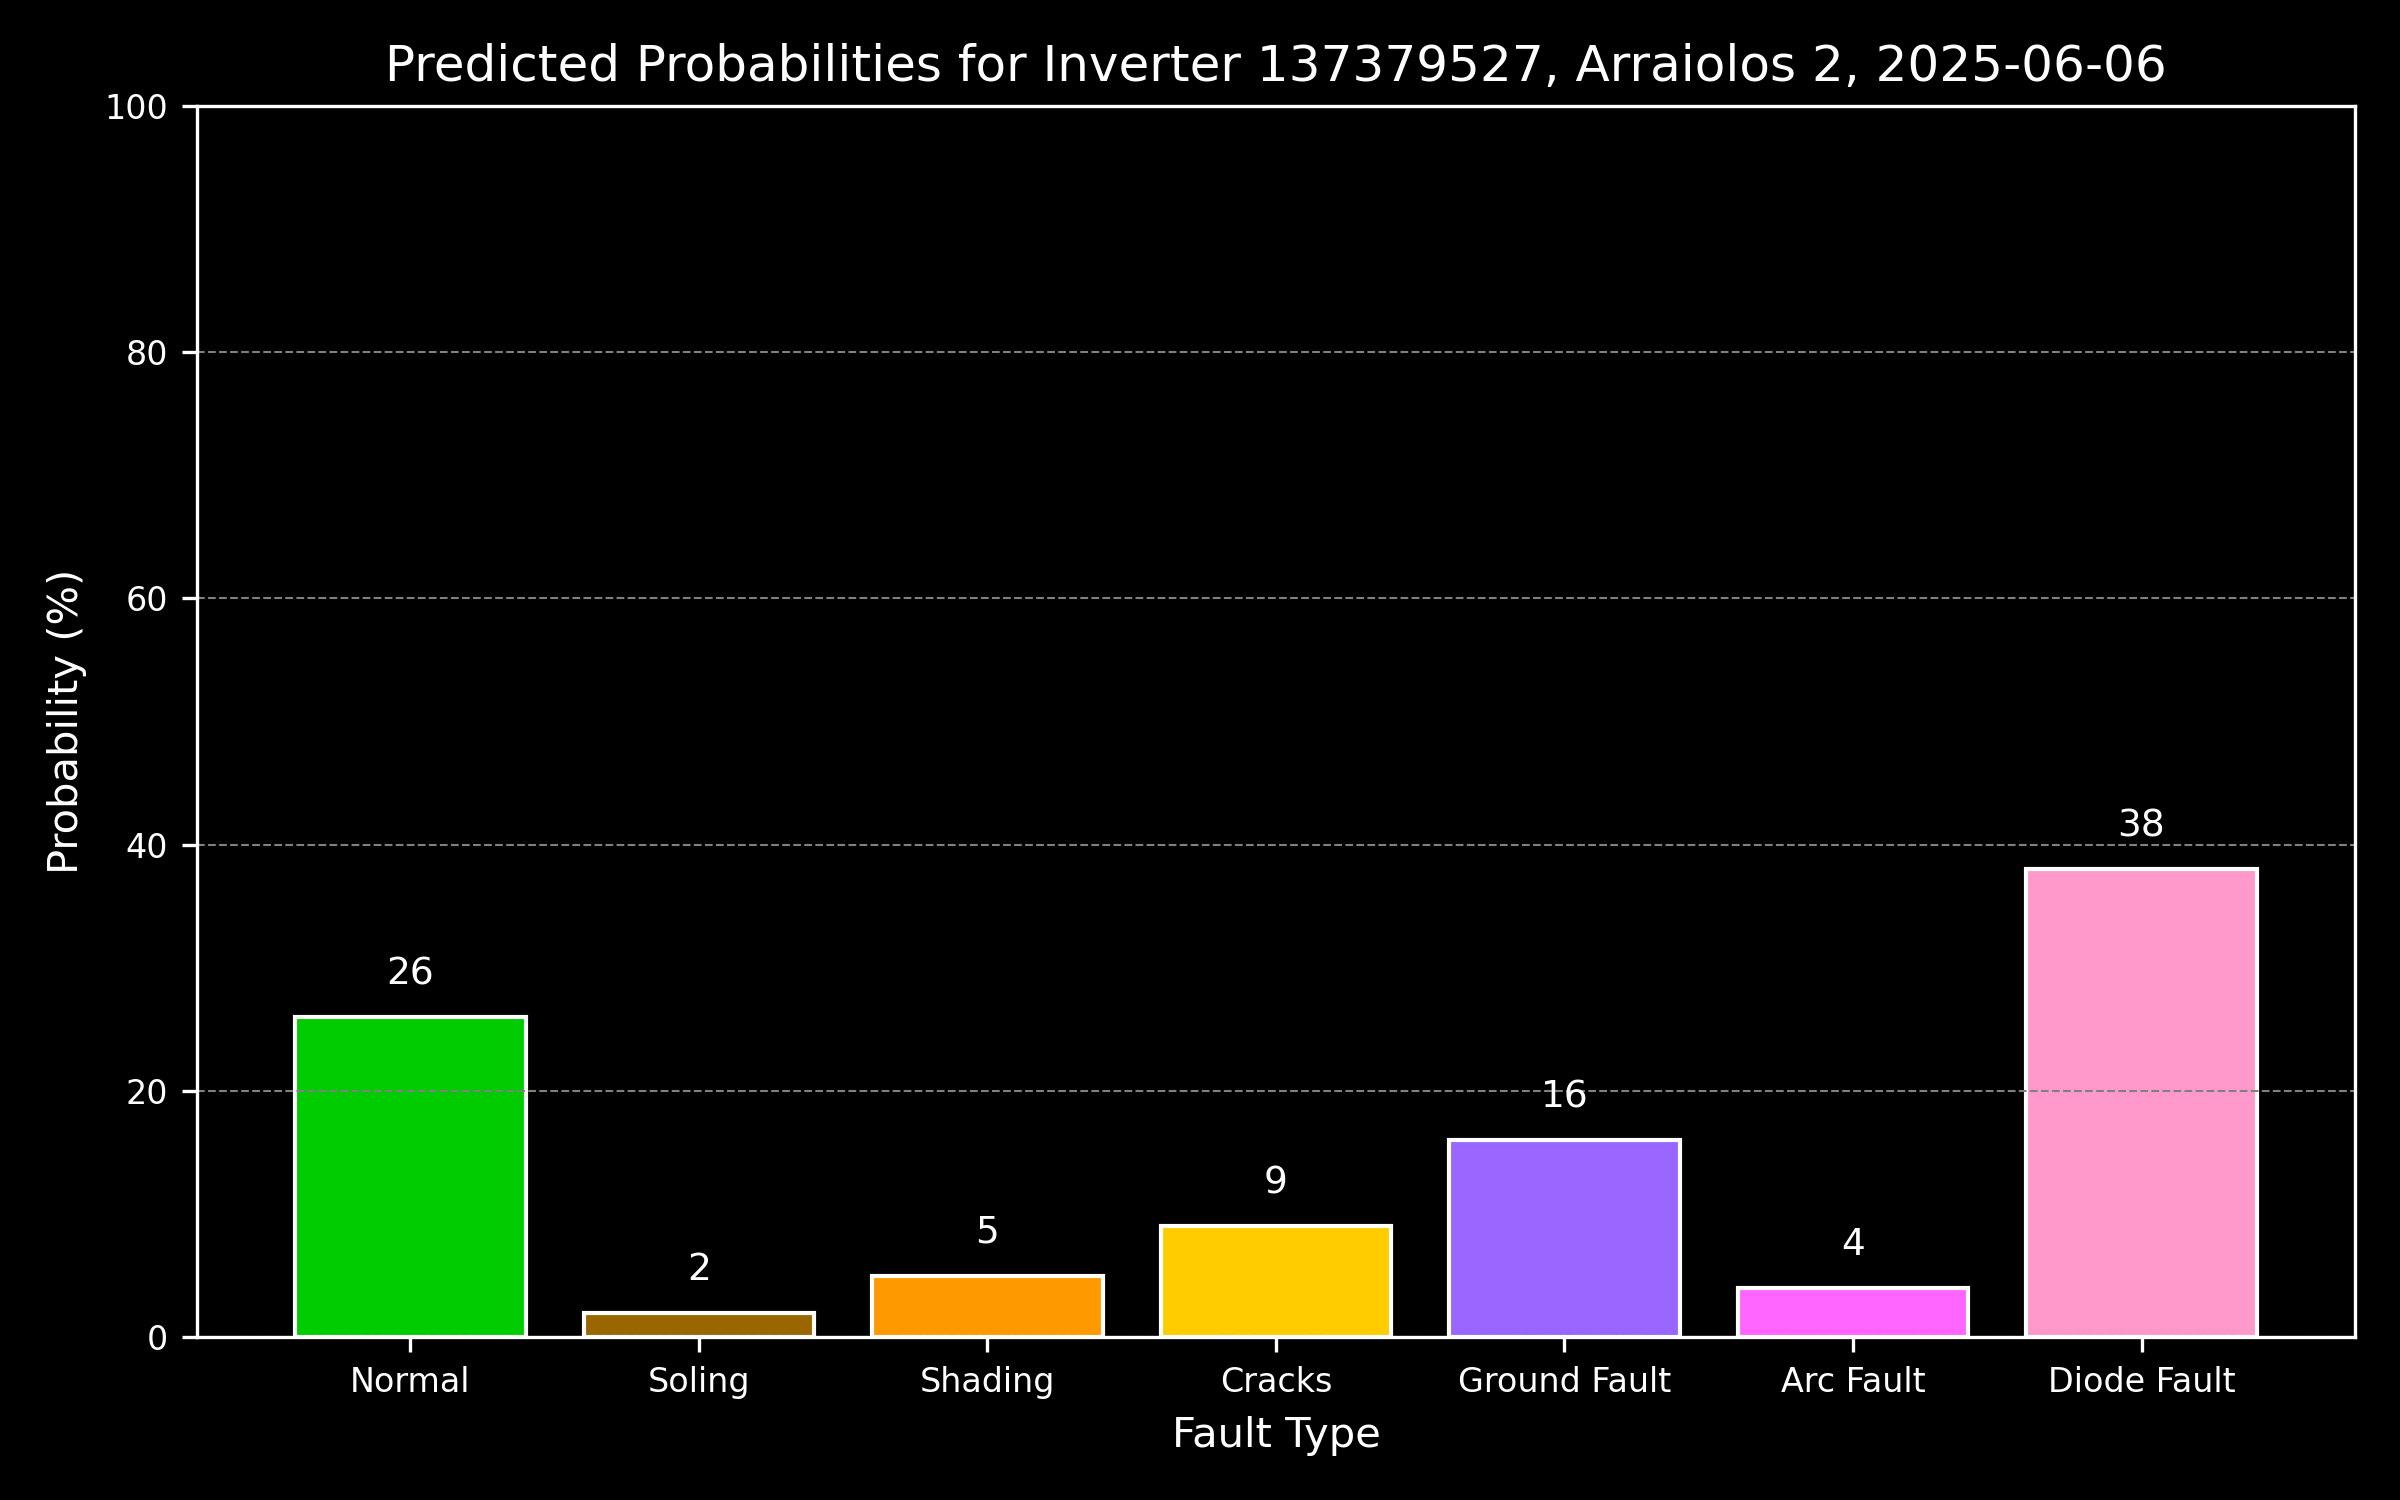 Predicted Probabilities for Inverter 137379527, Arraiolos 2, 2025-06-06
100
80
60
40
20
0
Probability (%)
26
2
5
9
16
4
38
Normal
Soling
Shading
Cracks
Ground Fault
Arc Fault
Diode Fault
Fault Type